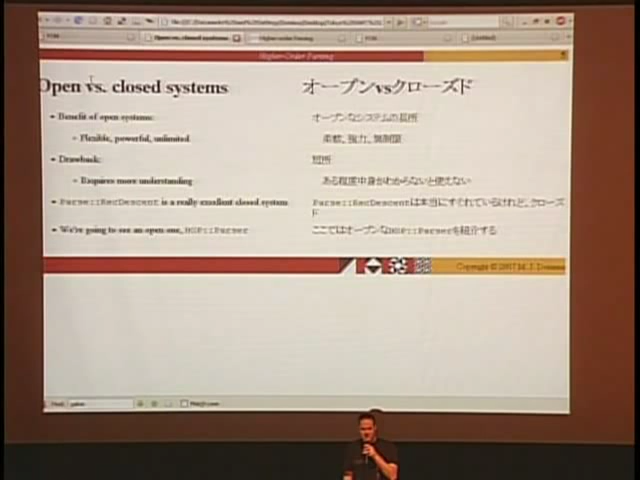 Higher-Order Parsing
Open vs. closed systems
オープンvsクローズド
Benefit of open systems:
オープンなシステムの長所
Flexible, powerful, unlimited
柔軟、強力、無制限
Drawback:
短所
Requires more understanding
ある程度中身がわからないと使えない
Parse::RecDescent is a really excellent closed system
Parse::RecDescentは本当にすぐれているけれど、クローズ
ド
We're going to see an open one, HOP::Parser
ここではオープンなHOP::Parserを紹介する
Copyright © 2007 M. J. Dominus